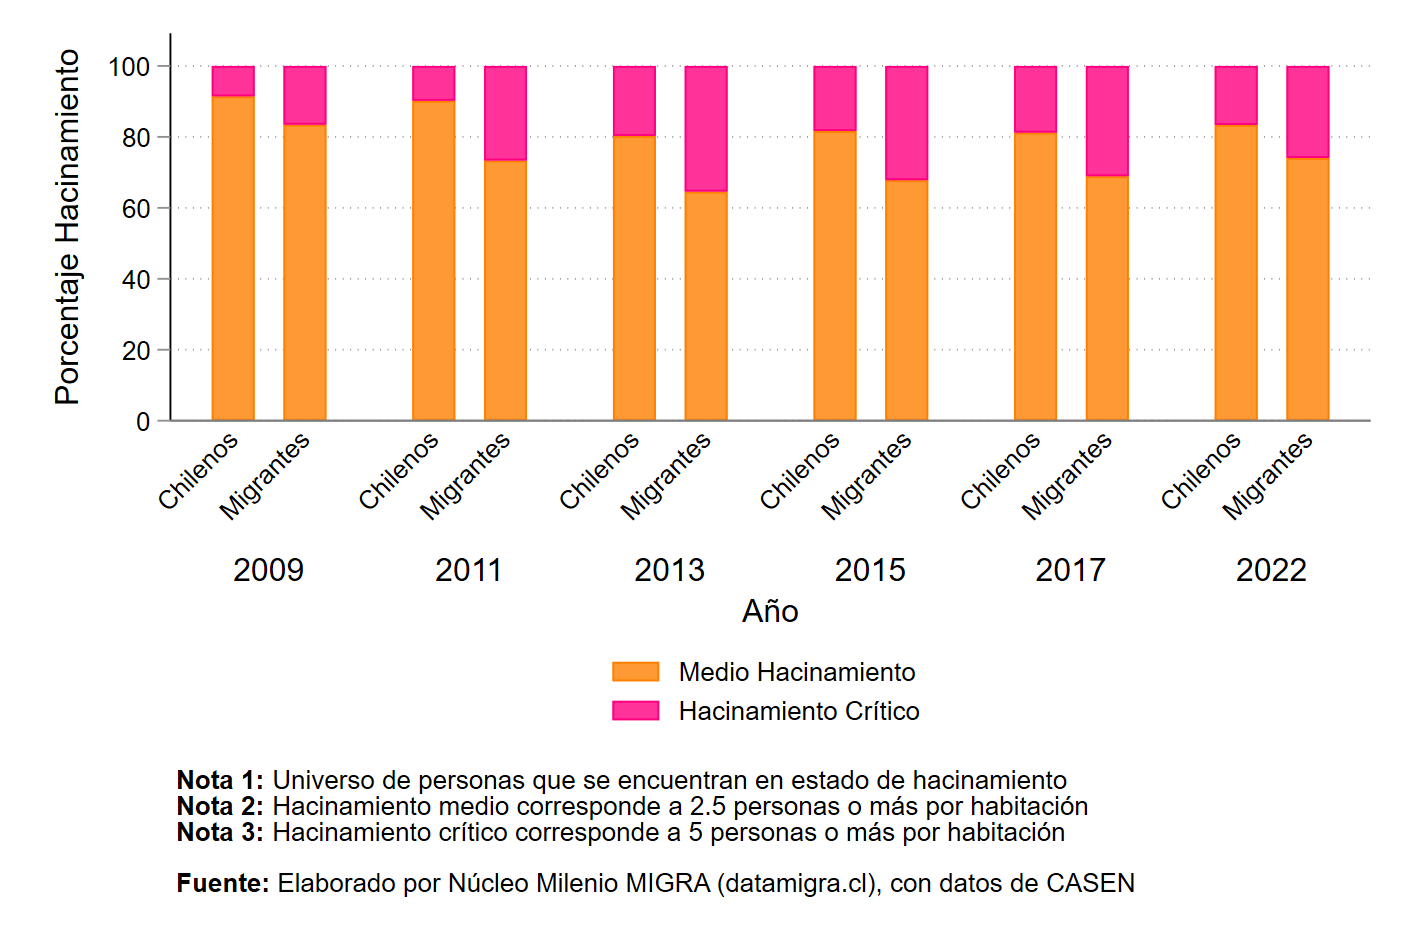 Porcentaje Hacinamiento
100
80
60
40
20
0
Chilenos Migrantes Chilenos Migrantes Chilenos Migrantes Chilenos Migrantes Chilenos Migrantes Chilenos Migrantes
2009 2011 2013 2015 2017 2022
Año
Medio Hacinamiento
Hacinamiento Crítico
Nota 1: Universo de personas que se encuentran en estado de hacinamiento
Nota 2: Hacinamiento medio corresponde a 2.5 personas o más por habitación
Nota 3: Hacinamiento crítico corresponde a 5 personas o más por habitación
Fuente: Elaborado por Núcleo Milenio MIGRA (datamigra.cl), con datos de CASEN